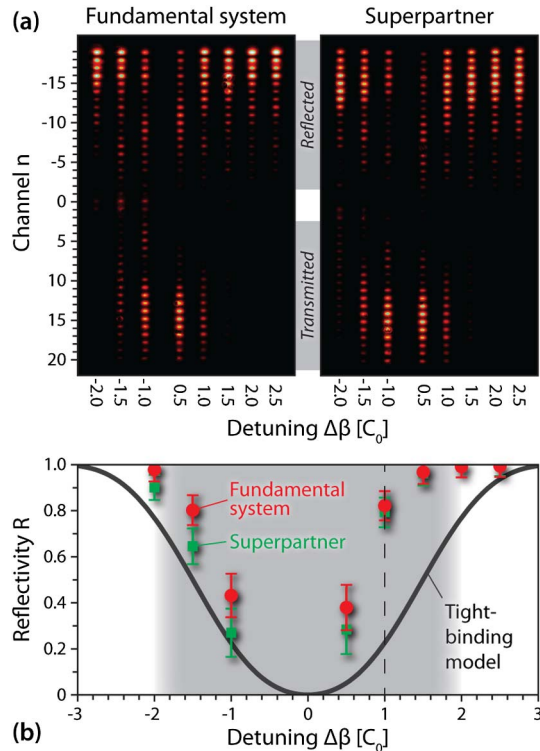 (a)
Fundamental system
Superpartner
Channel n
-15
-10
-5
0
5
10
15
20
Reflected
Transmitted
-2.0
-1.5
-1.0
0.5
1.0
1.5
2.0
2.5
-2.0
-1.5
-1.0
0.5
1.0
1.5
2.0
2.5
Detuning Δβ [C₀]
Detuning Δβ [C₀]
Reflectivity R
1.0
0.8
0.6
0.4
0.2
0
Fundamental
system
Superpartner
Tight-
binding
model
-3
-2
-1
0
1
2
3
(b)
Detuning Δβ [C₀]